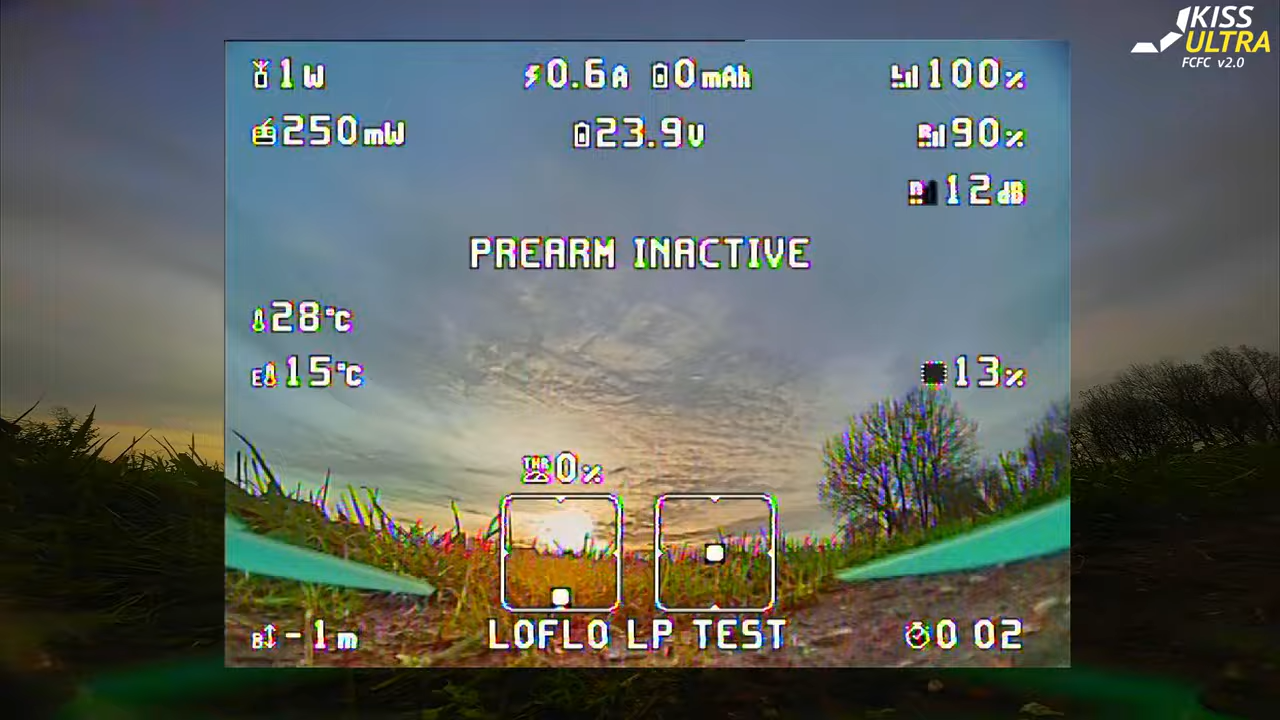 KISS
ULTRA
FCFC v2.0
1W 0.6A 0mAh L 100%
250mW 23.9V R 90%
12dB
PREARM INACTIVE
28°C
E 15°C 13%
THR 0%
B -1m LOFLO LP TEST 0 02